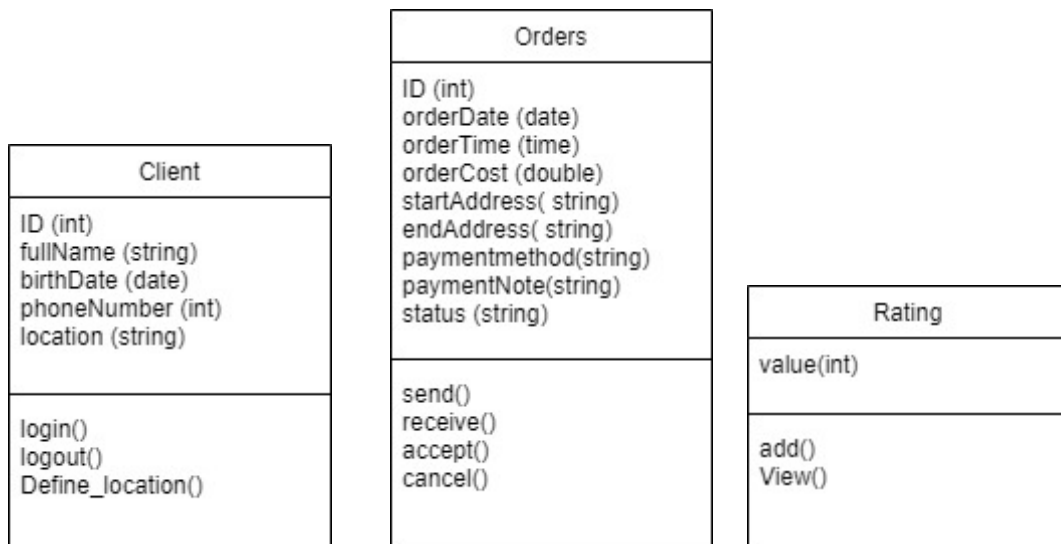 Client
ID (int)
fullName (string)
birthDate (date)
phoneNumber (int)
location (string)
login()
logout()
Define_location()
Orders
ID (int)
orderDate (date)
orderTime (time)
orderCost (double)
startAddress( string)
endAddress( string)
paymentmethod(string)
paymentNote(string)
status (string)
send()
receive()
accept()
cancel()
Rating
value(int)
add()
View()